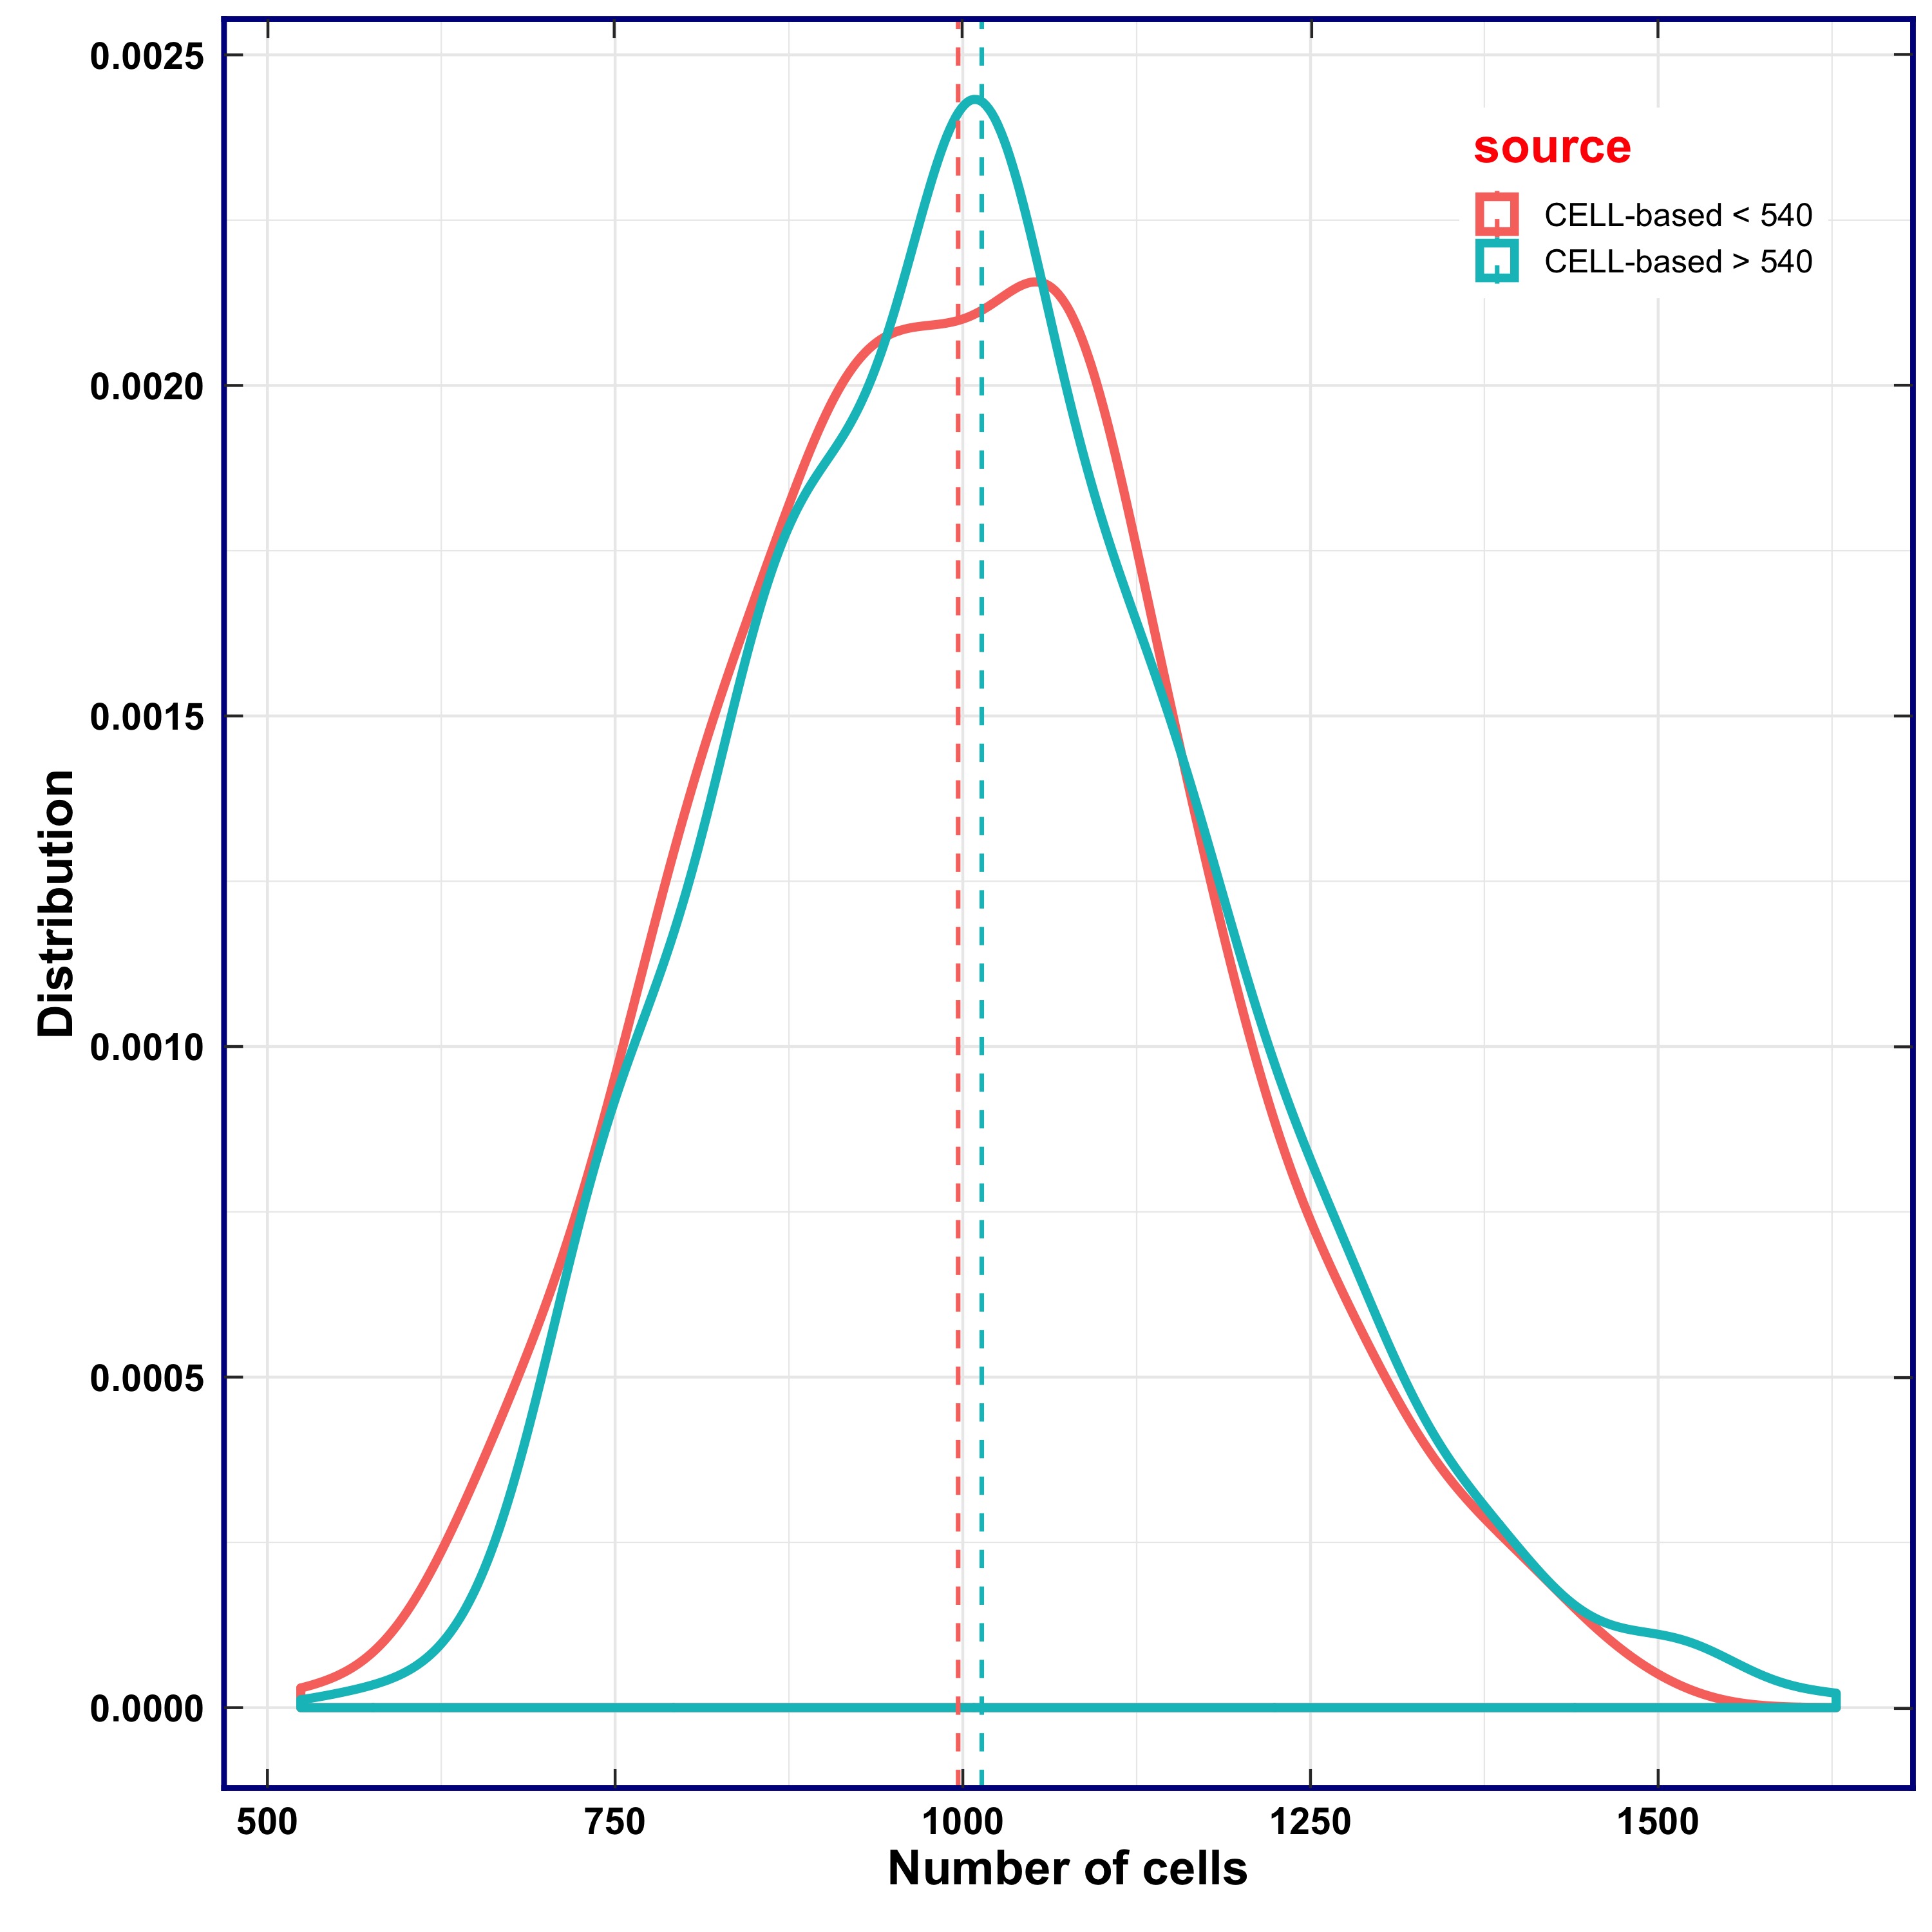 0.0025
0.0020
0.0015
0.0010
0.0005
0.0000
Distribution
source
CELL-based < 540
CELL-based > 540
500 750 1000 1250 1500
Number of cells